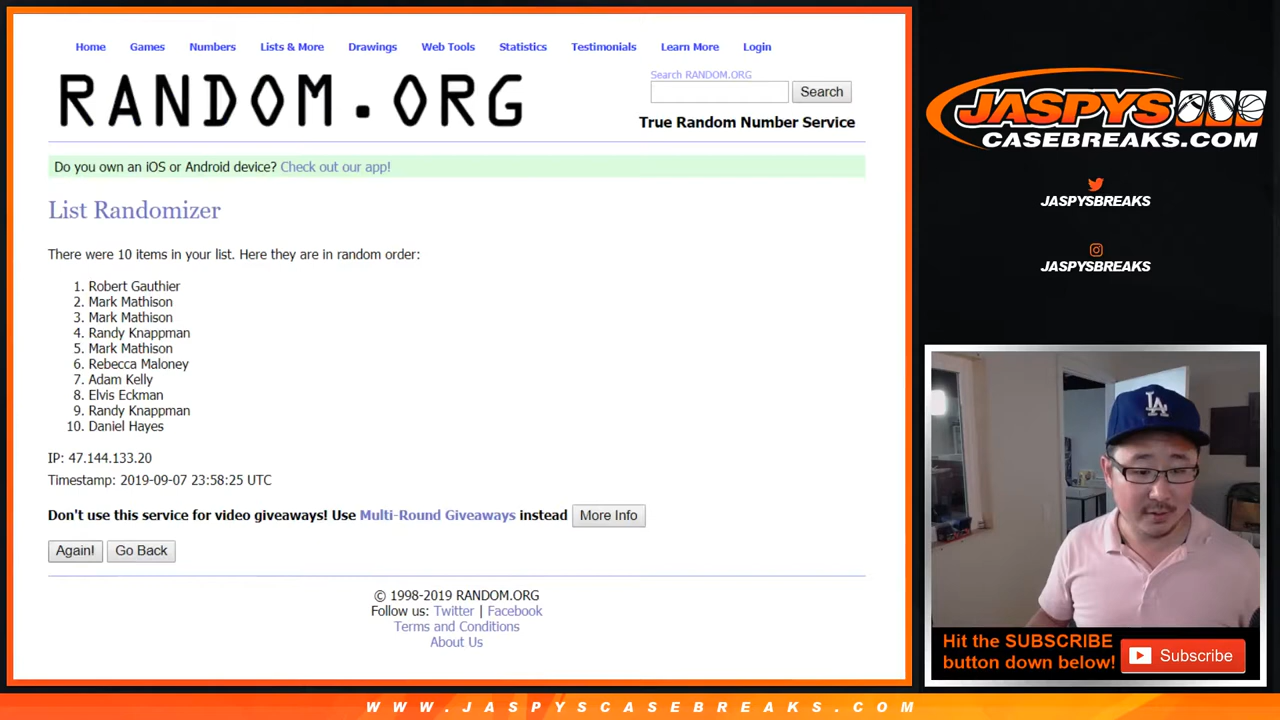 Home Games Numbers Lists & More Drawings Web Tools Statistics Testimonials Learn More Login
RANDOM.ORG
Search RANDOM.ORG
Search
True Random Number Service
Do you own an iOS or Android device? Check out our app!
List Randomizer
There were 10 items in your list. Here they are in random order:
1. Robert Gauthier
2. Mark Mathison
3. Mark Mathison
4. Randy Knappman
5. Mark Mathison
6. Rebecca Maloney
7. Adam Kelly
8. Elvis Eckman
9. Randy Knappman
10. Daniel Hayes
IP: 47.144.133.20
Timestamp: 2019-09-07 23:58:25 UTC
Don't use this service for video giveaways! Use Multi-Round Giveaways instead More Info
Again! Go Back
© 1998-2019 RANDOM.ORG
Follow us: Twitter | Facebook
Terms and Conditions
About Us
JASPYS
CASEBREAKS.COM
JASPYSBREAKS
JASPYSBREAKS
LA
Hit the SUBSCRIBE
button down below!
Subscribe
WWW.JASPYSCASEBREAKS.COM